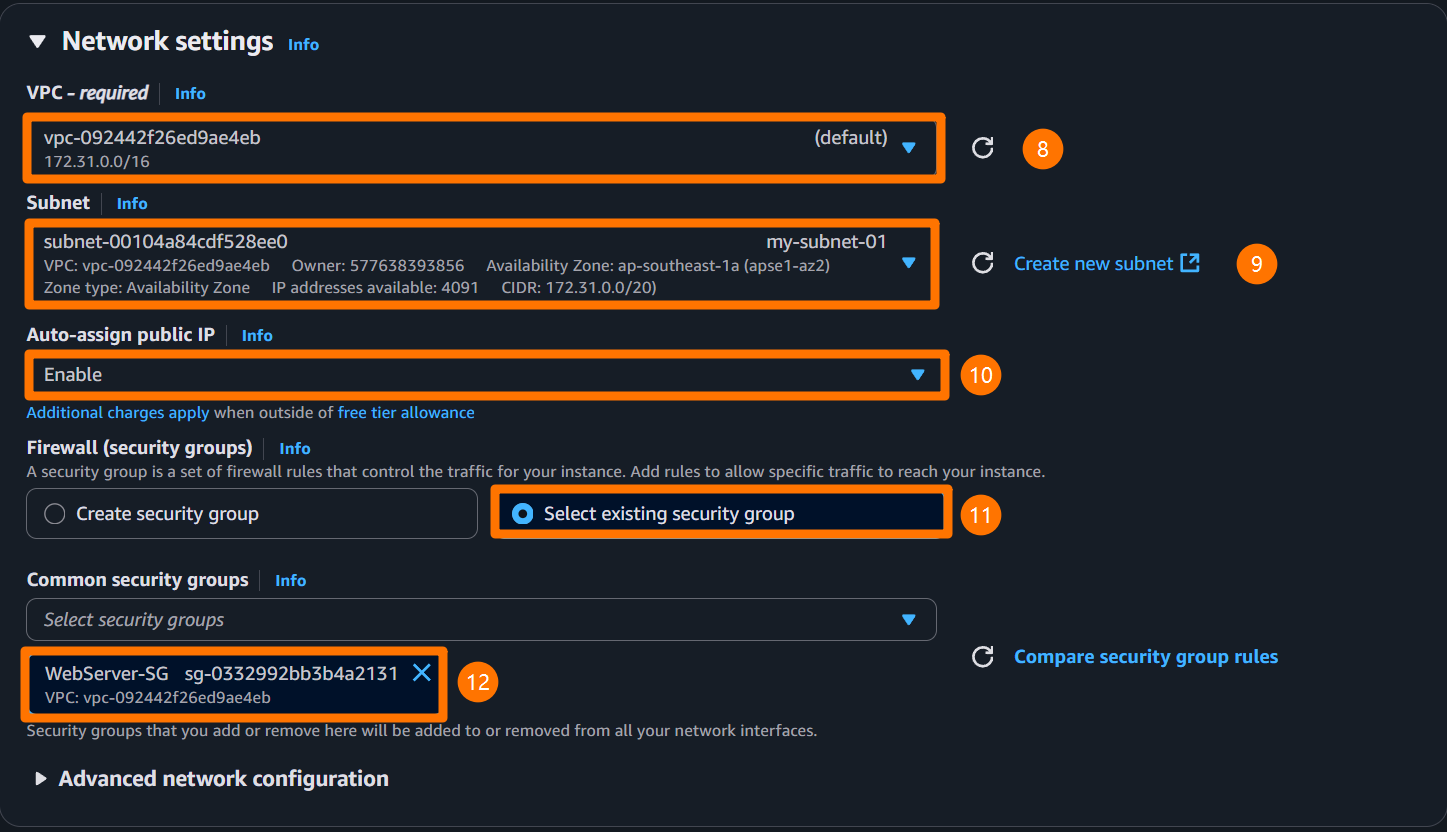 Network settings Info
VPC – required Info
vpc-092442f26ed9ae4eb (default)
172.31.0.0/16
8
Subnet Info
subnet-00104a84cdf528ee0 my-subnet-01
VPC: vpc-092442f26ed9ae4eb Owner: 577638393856 Availability Zone: ap-southeast-1a (apse1-az2)
Zone type: Availability Zone IP addresses available: 4091 CIDR: 172.31.0.0/20)
Create new subnet
9
Auto-assign public IP Info
Enable
10
Additional charges apply when outside of free tier allowance
Firewall (security groups) Info
A security group is a set of firewall rules that control the traffic for your instance. Add rules to allow specific traffic to reach your instance.
Create security group
Select existing security group
11
Common security groups Info
Select security groups
WebServer-SG sg-0332992bb3b4a2131
VPC: vpc-092442f26ed9ae4eb
12
Compare security group rules
Security groups that you add or remove here will be added to or removed from all your network interfaces.
Advanced network configuration